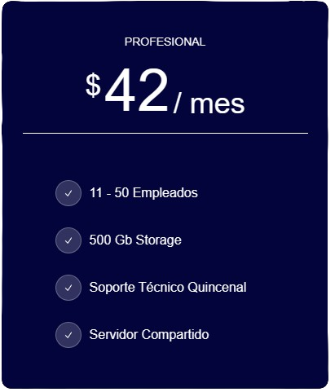 PROFESIONAL
$42/ mes
11 - 50 Empleados
500 Gb Storage
Soporte Técnico Quincenal
Servidor Compartido